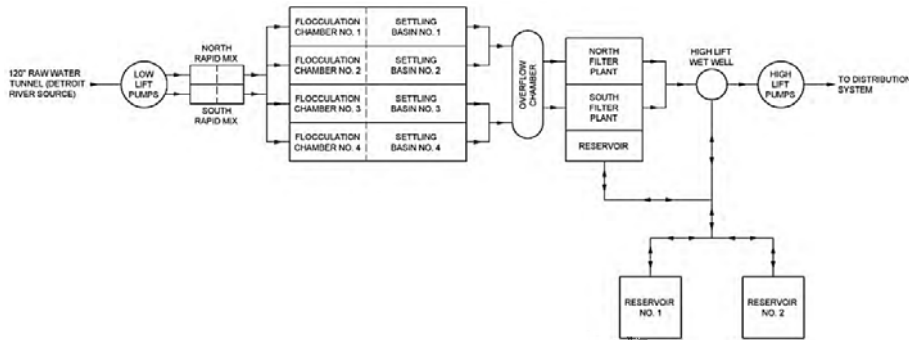 120" RAW WATER
TUNNEL (DETROIT
RIVER SOURCE)
LOW
LIFT
PUMPS
NORTH
RAPID MIX
SOUTH
RAPID MIX
FLOCCULATION
CHAMBER NO. 1
SETTLING
BASIN NO. 1
FLOCCULATION
CHAMBER NO. 2
SETTLING
BASIN NO. 2
FLOCCULATION
CHAMBER NO. 3
SETTLING
BASIN NO. 3
FLOCCULATION
CHAMBER NO. 4
SETTLING
BASIN NO. 4
OVERFLOW
CHAMBER
NORTH
FILTER
PLANT
SOUTH
FILTER
PLANT
RESERVOIR
HIGH LIFT
WET WELL
HIGH
LIFT
PUMPS
TO DISTRIBUTION
SYSTEM
RESERVOIR
NO. 1
RESERVOIR
NO. 2